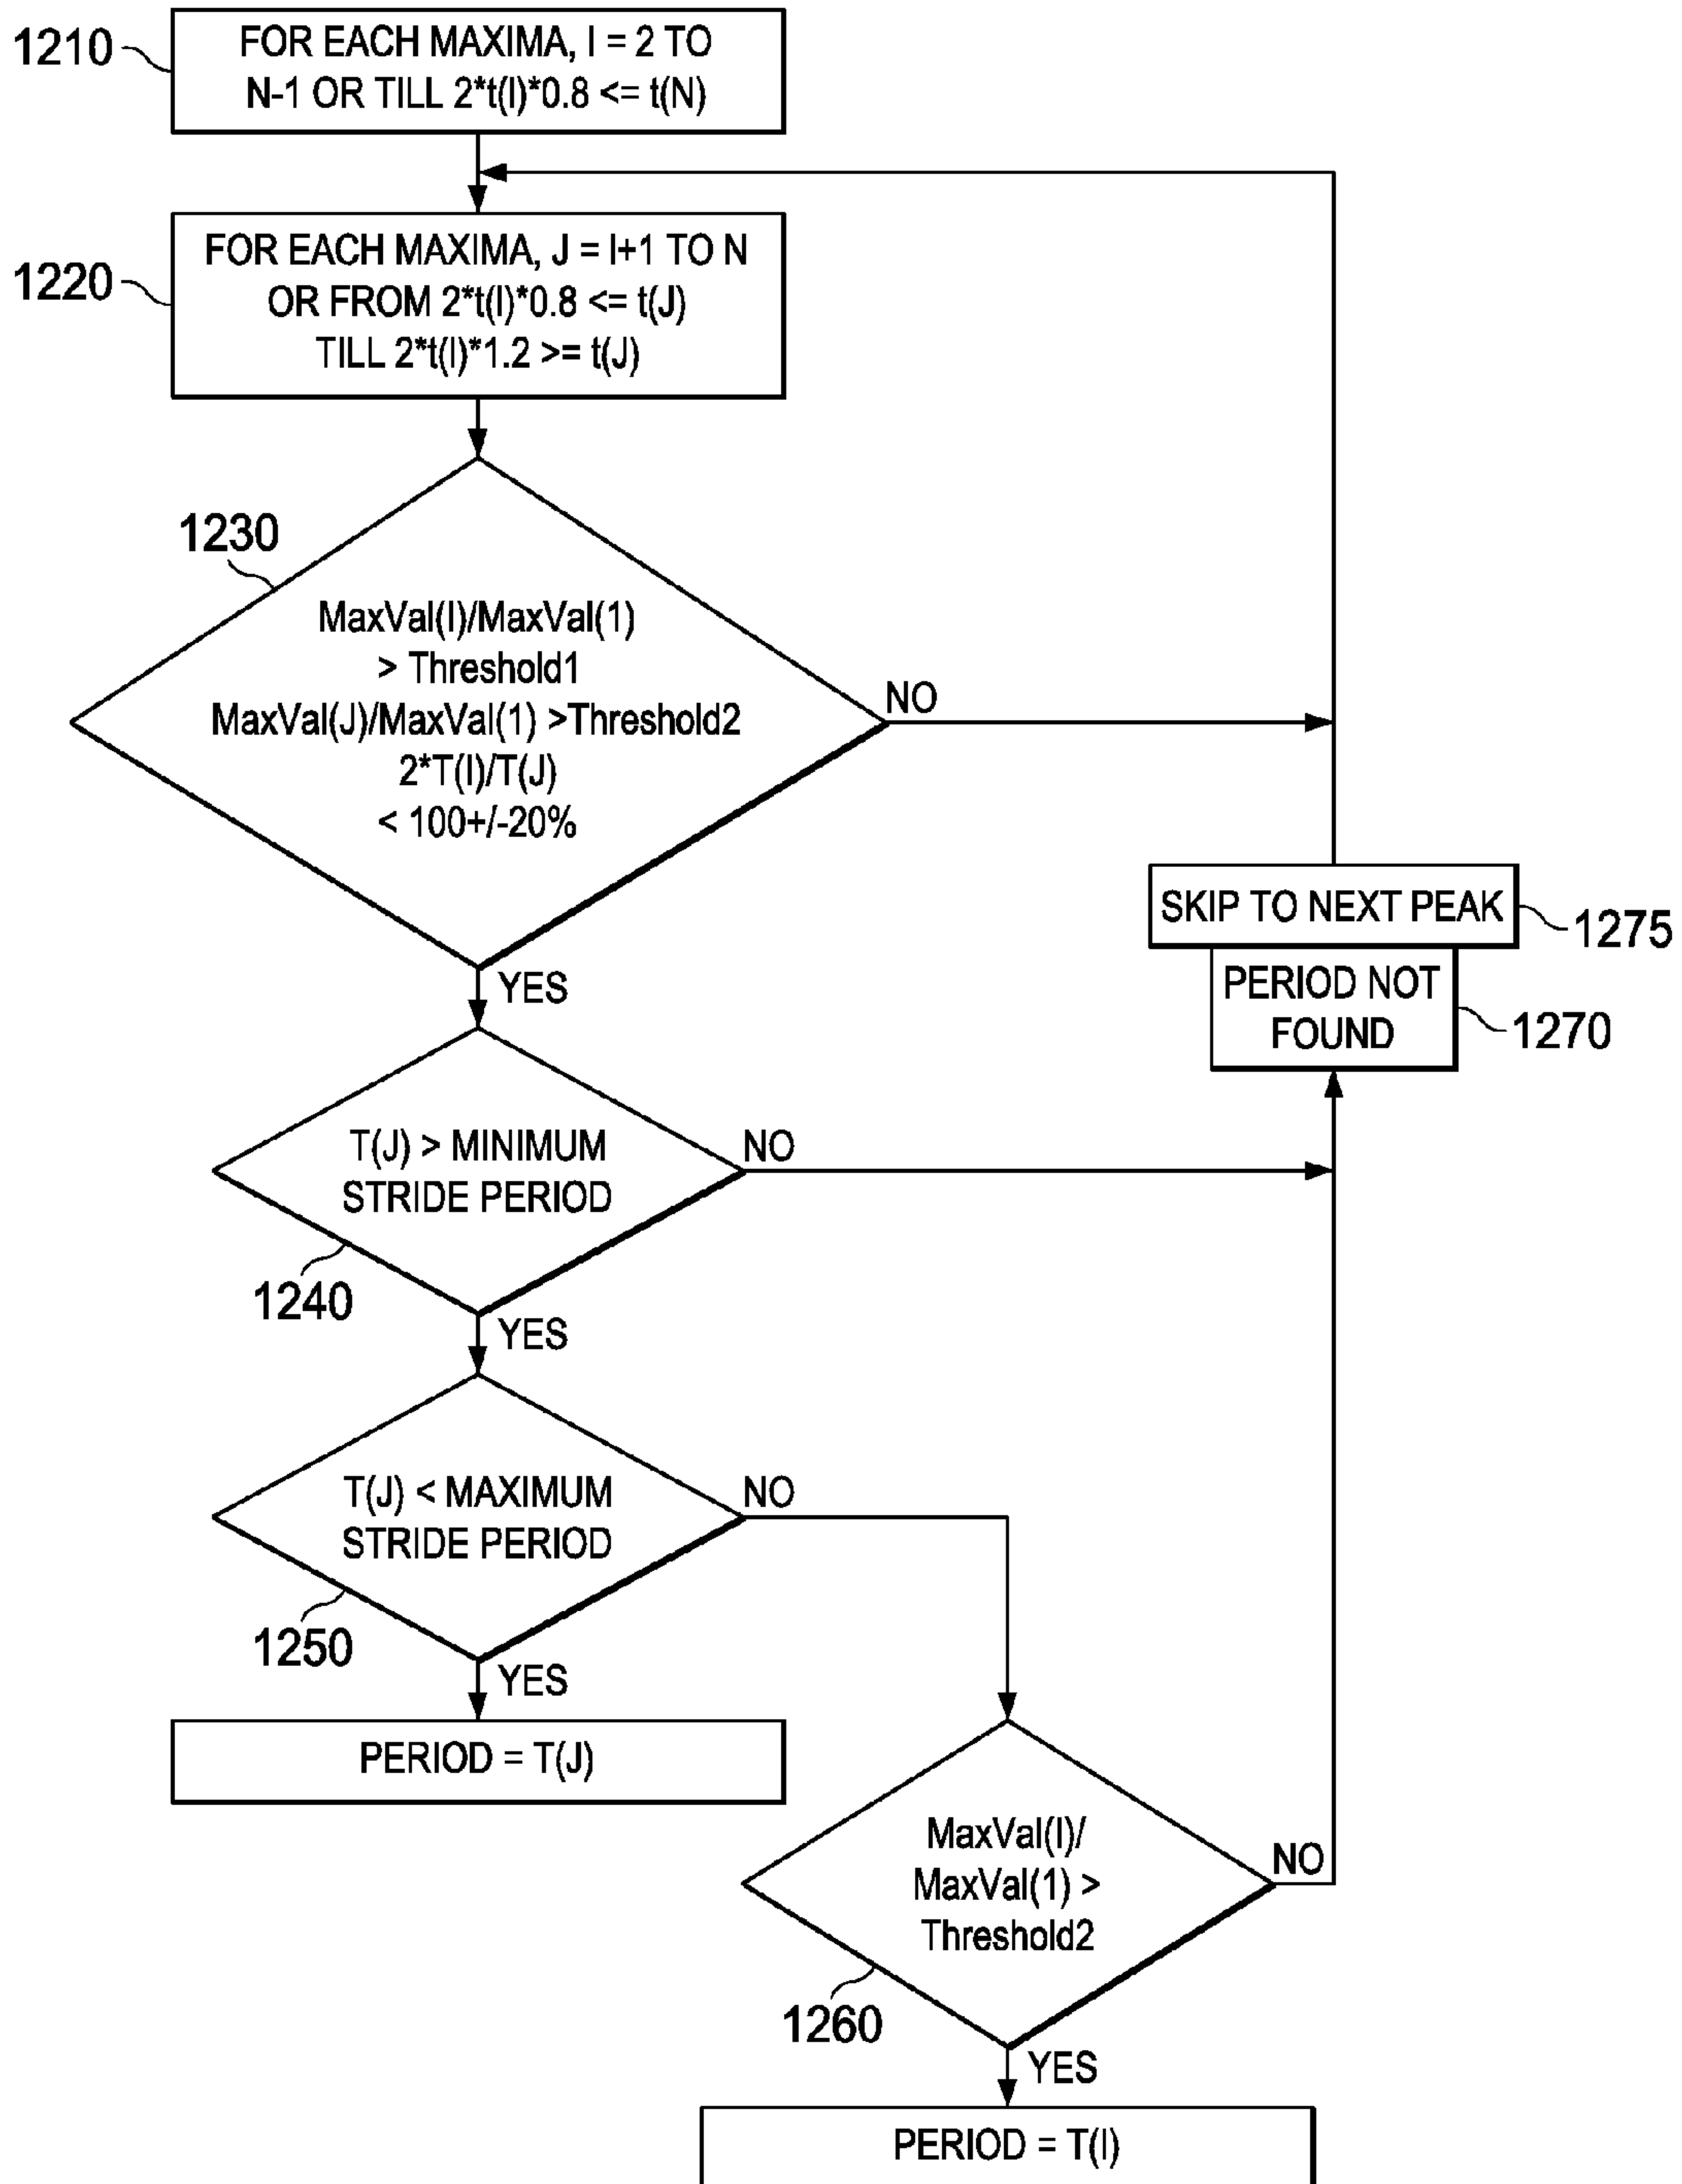 1210
FOR EACH MAXIMA, I = 2 TO
N-1 OR TILL 2*t(I)*0.8 <= t(N)
1220
FOR EACH MAXIMA, J = I+1 TO N
OR FROM 2*t(I)*0.8 <= t(J)
TILL 2*t(I)*1.2 >= t(J)
1230
MaxVal(I)/MaxVal(1)
> Threshold1
MaxVal(J)/MaxVal(1) >Threshold2
2*T(I)/T(J)
< 100+/-20%
NO
YES
SKIP TO NEXT PEAK
1275
PERIOD NOT
FOUND
1270
T(J) > MINIMUM
STRIDE PERIOD
NO
1240
YES
T(J) < MAXIMUM
STRIDE PERIOD
NO
1250
YES
PERIOD = T(J)
MaxVal(I)/
MaxVal(1) >
Threshold2
NO
1260
YES
PERIOD = T(I)